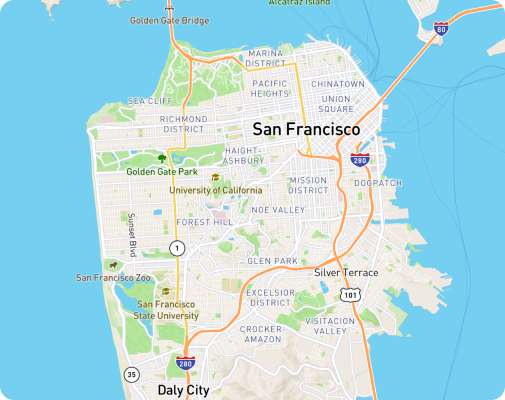 Alcatraz Island
Golden Gate Bridge
80
MARINA
DISTRICT
PACIFIC
HEIGHTS
CHINATOWN
SEA CLIFF
UNION
SQUARE
RICHMOND
DISTRICT
San Francisco
HAIGHT-
ASHBURY
280
Golden Gate Park
University of California
MISSION
DISTRICT
DOGPATCH
NOE VALLEY
Sunset Blvd
FOREST HILL
1
GLEN PARK
San Francisco Zoo
Silver Terrace
San Francisco
State University
EXCELSIOR
DISTRICT
101
CROCKER-
AMAZON
VISITACION
VALLEY
280
35
Daly City